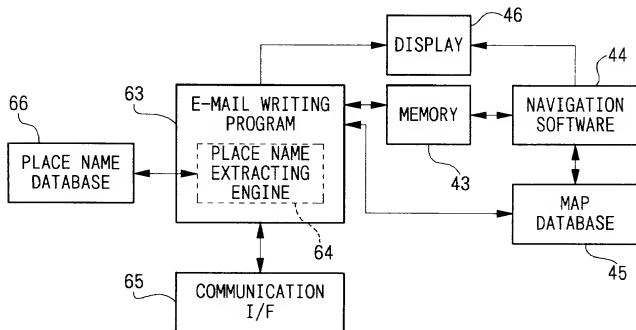 46
DISPLAY
44
66
63
E-MAIL WRITING
PROGRAM
MEMORY
NAVIGATION
SOFTWARE
PLACE NAME
DATABASE
PLACE NAME
EXTRACTING
ENGINE
43
64
MAP
DATABASE
65
COMMUNICATION
I/F
45